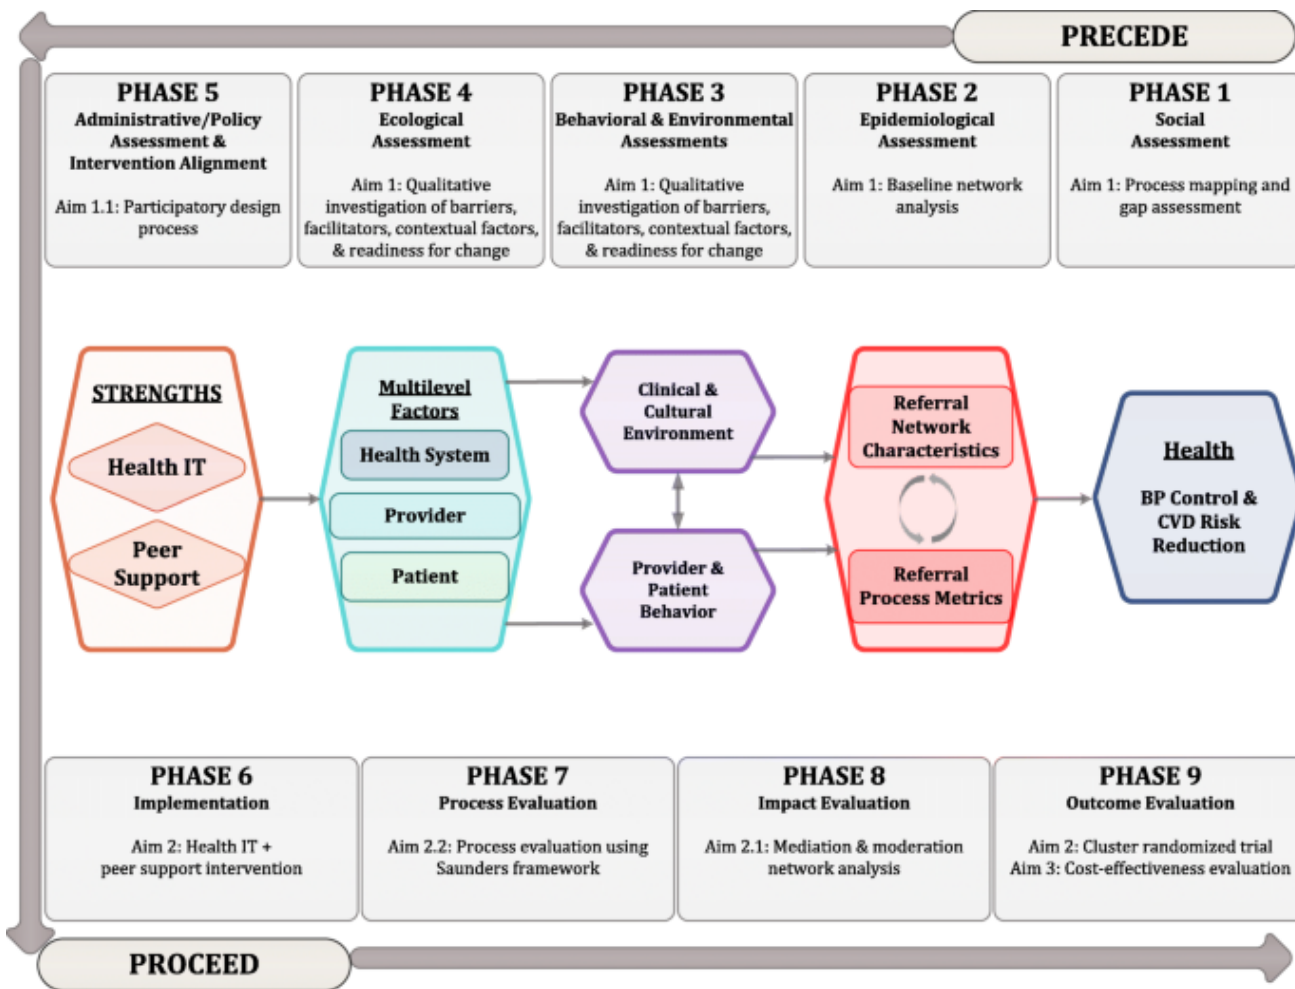 PRECEDE
PHASE 5
Administrative/Policy
Assessment &
Intervention Alignment
Aim 1.1: Participatory design
process
PHASE 4
Ecological
Assessment
Aim 1: Qualitative
investigation of barriers,
facilitators, contextual factors,
& readiness for change
PHASE 3
Behavioral & Environmental
Assessments
Aim 1: Qualitative
investigation of barriers,
facilitators, contextual factors,
& readiness for change
PHASE 2
Epidemiological
Assessment
Aim 1: Baseline network
analysis
PHASE 1
Social
Assessment
Aim 1: Process mapping and
gap assessment
STRENGTHS
Health IT
Peer
Support
Multilevel
Factors
Health System
Provider
Patient
Clinical &
Cultural
Environment
Provider &
Patient
Behavior
Referral
Network
Characteristics
Referral
Process Metrics
Health
BP Control &
CVD Risk
Reduction
PHASE 6
Implementation
Aim 2: Health IT +
peer support intervention
PHASE 7
Process Evaluation
Aim 2.2: Process evaluation using
Saunders framework
PHASE 8
Impact Evaluation
Aim 2.1: Mediation & moderation
network analysis
PHASE 9
Outcome Evaluation
Aim 2: Cluster randomized trial
Aim 3: Cost-effectiveness evaluation
PROCEED